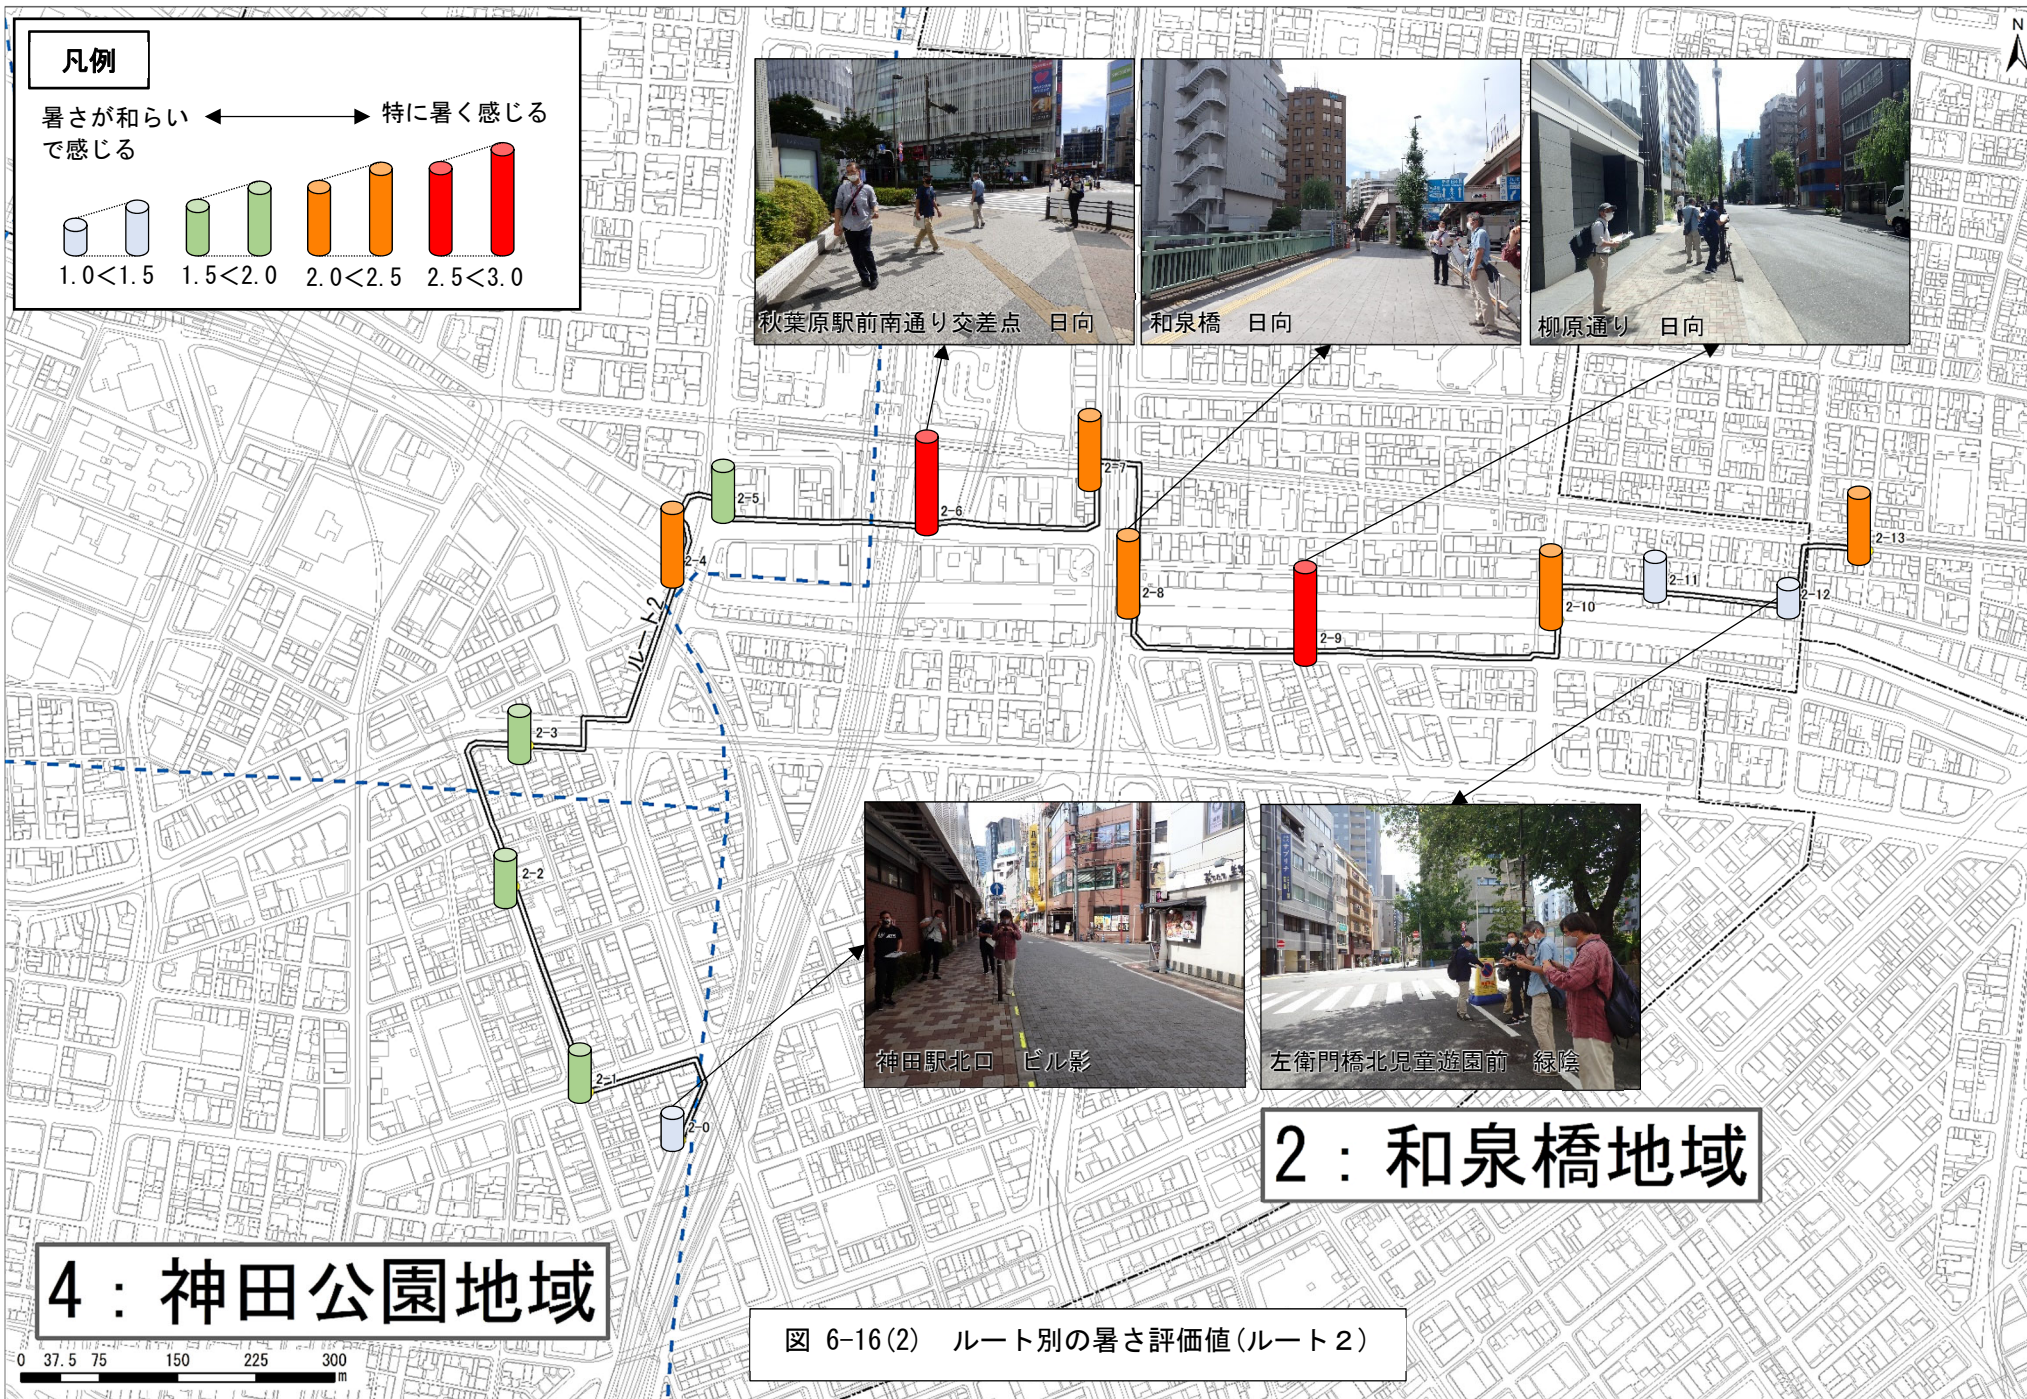 凡例
暑さが和らい
で感じる
特に暑く感じる
1.0<1.5
1.5<2.0
2.0<2.5
2.5<3.0
N
秋葉原駅前南通り交差点　日向
和泉橋　日向
柳原通り　日向
2-7
2-5
2-6
2-13
2-4
2-8
2-11
2-12
2-10
2-9
ルート2
2-3
2-2
2-1
2-0
神田駅北口　ビル影
左衛門橋北児童遊園前　緑陰
2：和泉橋地域
4：神田公園地域
図 6-16(2)　ルート別の暑さ評価値(ルート２)
0 37.5 75 150 225 300
m